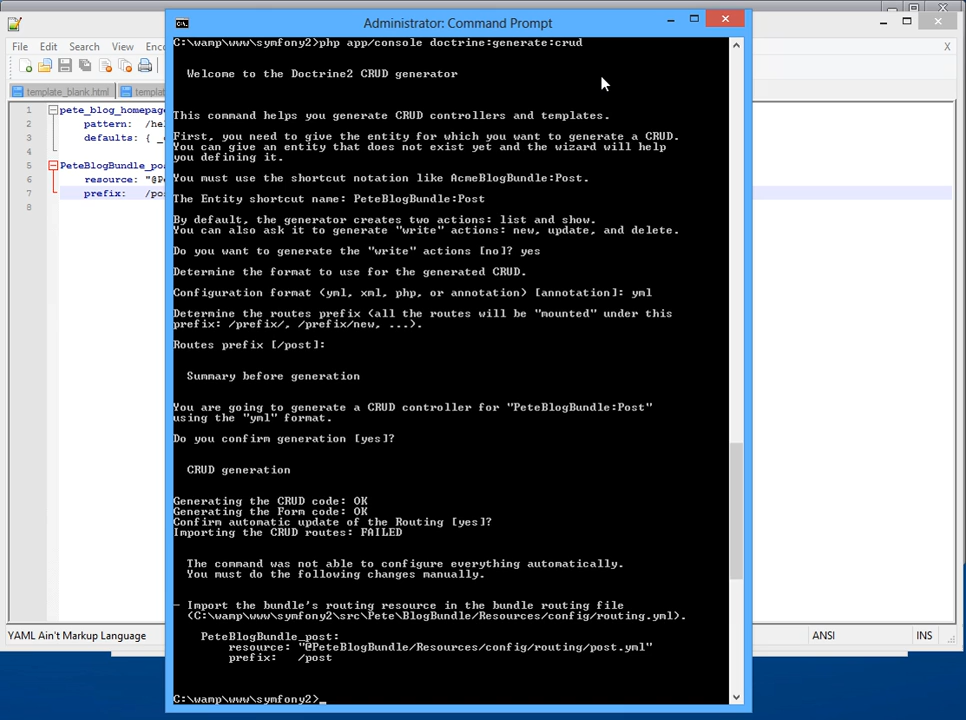 Administrator: Command Prompt
File Edit Search View Enco
X
template_blank.html
templat
1 pete_blog_homepage
2 pattern: /hel
3 defaults: { _c
4
5 PeteBlogBundle_pos
6 resource: "@Pe
7 prefix: /pos
8
C:\wamp\www\symfony2>php app/console doctrine:generate:crud
Welcome to the Doctrine2 CRUD generator
This command helps you generate CRUD controllers and templates.
First, you need to give the entity for which you want to generate a CRUD.
You can give an entity that does not exist yet and the wizard will help
you defining it.
You must use the shortcut notation like AcmeBlogBundle:Post.
The Entity shortcut name: PeteBlogBundle:Post
By default, the generator creates two actions: list and show.
You can also ask it to generate "write" actions: new, update, and delete.
Do you want to generate the "write" actions [no]? yes
Determine the format to use for the generated CRUD.
Configuration format (yml, xml, php, or annotation) [annotation]: yml
Determine the routes prefix (all the routes will be "mounted" under this
prefix: /prefix/, /prefix/new, ...).
Routes prefix [/post]:
Summary before generation
You are going to generate a CRUD controller for "PeteBlogBundle:Post"
using the "yml" format.
Do you confirm generation [yes]?
CRUD generation
Generating the CRUD code: OK
Generating the Form code: OK
Confirm automatic update of the Routing [yes]?
Importing the CRUD routes: FAILED
The command was not able to configure everything automatically.
You must do the following changes manually.
- Import the bundle's routing resource in the bundle routing file
(C:\wamp\www\symfony2\src\Pete\BlogBundle/Resources/config/routing.yml).
PeteBlogBundle_post:
resource: "@PeteBlogBundle/Resources/config/routing/post.yml"
prefix: /post
C:\wamp\www\symfony2>_
YAML Ain't Markup Language
ANSI
INS